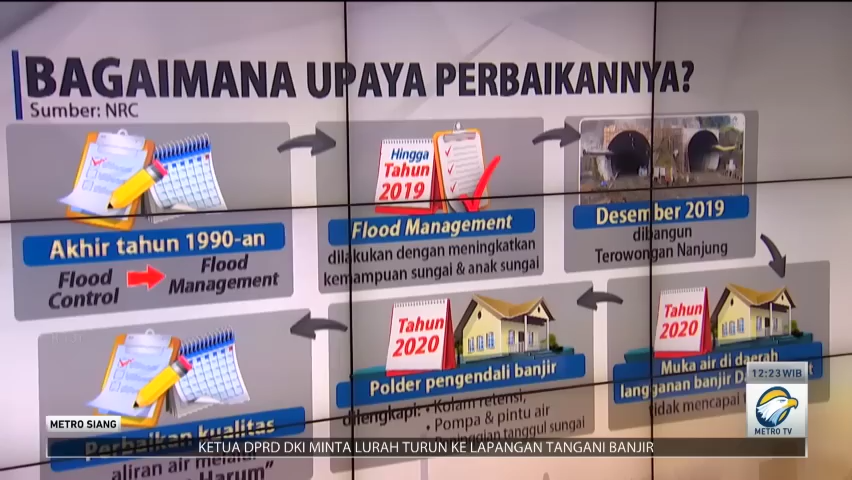 BAGAIMANA UPAYA PERBAIKANNYA?
Sumber: NRC
Akhir tahun 1990-an
Flood Control
Flood Management
Hingga
Tahun
2019
Flood Management
dilakukan dengan meningkatkan
kemampuan sungai & anak sungai
Desember 2019
dibangun
Terowongan Nanjung
Tahun
2020
Muka air di daerah
langganan banjir
tidak mencapai
Tahun
2020
Polder pengendali banjir
dilengkapi: • Kolam retensi,
• Pompa & pintu air
tanggul sungai
Perbaikan kualitas
aliran air
Harum"
12:23 WIB
METRO TV
METRO SIANG
KETUA DPRD DKI MINTA LURAH TURUN KE LAPANGAN TANGANI BANJIR